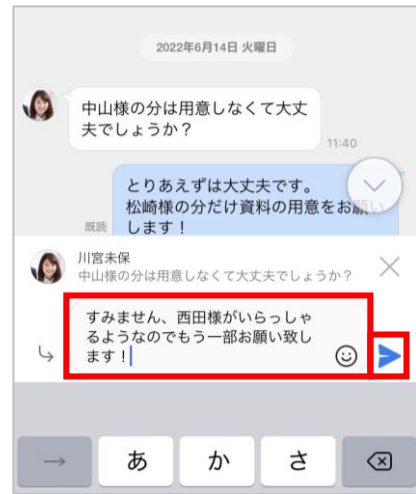 2022年6月14日 火曜日
中山様の分は用意しなくて大丈
夫でしょうか？
11:40
とりあえずは大丈夫です。
松崎様の分だけ資料の用意をお願い
します！
既読
川宮未保
中山様の分は用意しなくて大丈夫でしょうか？
すみません、西田様がいらっしゃ
るようなのでもう一部お願い致し
ます！
→ あ か さ